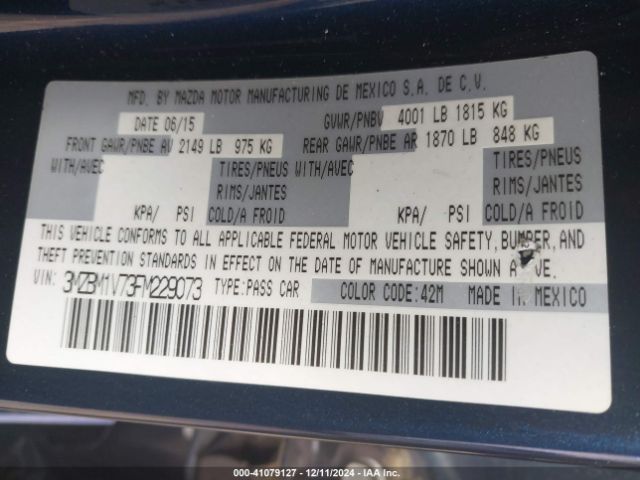 MFD. BY MAZDA MOTOR MANUFACTURING DE MEXICO S.A. DE C.V.
DATE 06/15 GVWR/PNBV 4001 LB 1815 KG
FRONT GAWR/PNBE AV 2149 LB 975 KG REAR GAWR/PNBE AR 1870 LB 848 KG
WITH/AVEC TIRES/PNEUS WITH/AVEC TIRES/PNEUS
RIMS/JANTES RIMS/JANTES
KPA/ PSI COLD/A FROID KPA/ PSI COLD/A FROID
THIS VEHICLE CONFORMS TO ALL APPLICABLE FEDERAL MOTOR VEHICLE SAFETY, BUMPER, AND
THEFT PREVENTION STANDARDS IN EFFECT ON THE DATE OF MANUFACTURE SHOWN
VIN: 3MZBM1V73FM229073 TYPE:PASS CAR COLOR CODE:42M MADE IN MEXICO
000-41079127 - 12/11/2024 - IAA Inc.